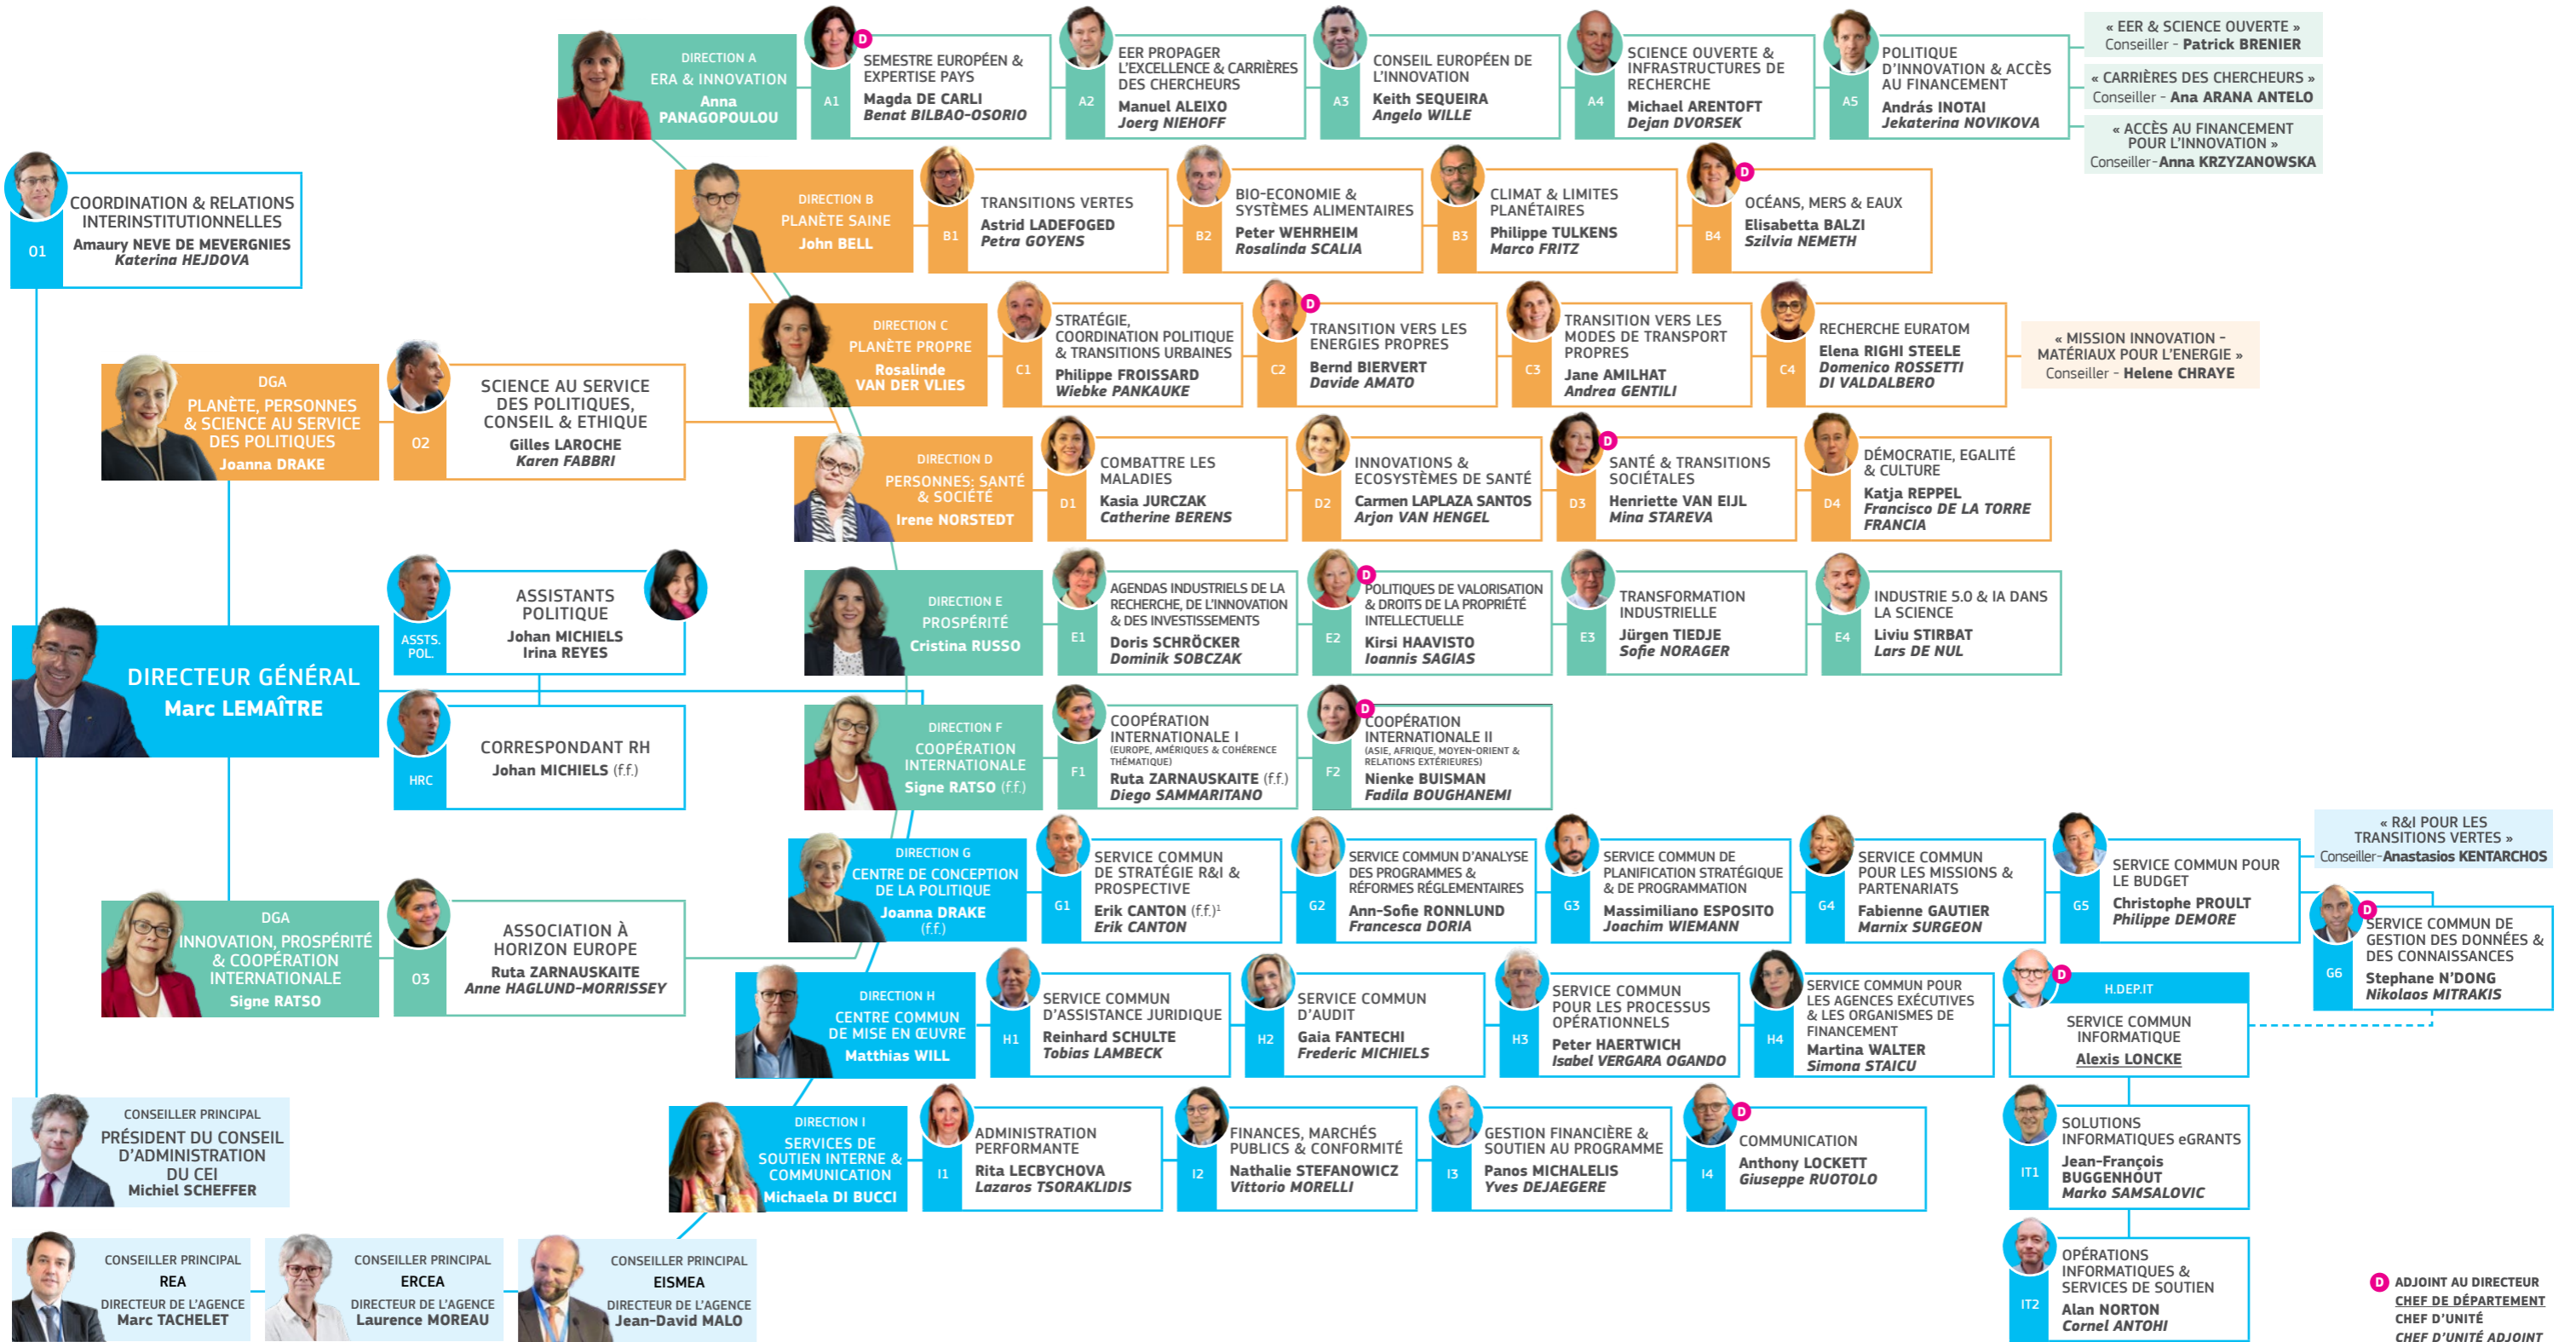 DIRECTION A
ERA & INNOVATION
Anna
PANAGOPOULOU
D
A1
SEMESTRE EUROPÉEN &
EXPERTISE PAYS
Magda DE CARLI
Benat BILBAO-OSORIO
A2
EER PROPAGER
L'EXCELLENCE & CARRIÈRES
DES CHERCHEURS
Manuel ALEIXO
Joerg NIEHOFF
A3
CONSEIL EUROPÉEN DE
L'INNOVATION
Keith SEQUEIRA
Angelo WILLE
A4
SCIENCE OUVERTE &
INFRASTRUCTURES DE
RECHERCHE
Michael ARENTOFT
Dejan DVORSEK
A5
POLITIQUE
D'INNOVATION & ACCÈS
AU FINANCEMENT
András INOTAI
Jekaterina NOVIKOVA
« EER & SCIENCE OUVERTE »
Conseiller - Patrick BRENIER
« CARRIÈRES DES CHERCHEURS »
Conseiller - Ana ARANA ANTELO
« ACCÈS AU FINANCEMENT
POUR L'INNOVATION »
Conseiller-Anna KRZYZANOWSKA
01
COORDINATION & RELATIONS
INTERINSTITUTIONNELLES
Amaury NEVE DE MEVERGNIES
Katerina HEJDOVA
DIRECTION B
PLANÈTE SAINE
John BELL
B1
TRANSITIONS VERTES
Astrid LADEFOGED
Petra GOYENS
B2
BIO-ECONOMIE &
SYSTÈMES ALIMENTAIRES
Peter WEHRHEIM
Rosalinda SCALIA
B3
CLIMAT & LIMITES
PLANÉTAIRES
Philippe TULKENS
Marco FRITZ
D
B4
OCÉANS, MERS & EAUX
Elisabetta BALZI
Szilvia NEMETH
DIRECTION C
PLANÈTE PROPRE
Rosalinde
VAN DER VLIES
C1
STRATÉGIE,
COORDINATION POLITIQUE
& TRANSITIONS URBAINES
Philippe FROISSARD
Wiebke PANKAUKE
D
C2
TRANSITION VERS LES
ENERGIES PROPRES
Bernd BIERVERT
Davide AMATO
C3
TRANSITION VERS LES
MODES DE TRANSPORT
PROPRES
Jane AMILHAT
Andrea GENTILI
C4
RECHERCHE EURATOM
Elena RIGHI STEELE
Domenico ROSSETTI
DI VALDALBERO
« MISSION INNOVATION -
MATÉRIAUX POUR L'ENERGIE »
Conseiller - Helene CHRAYE
DGA
PLANÈTE, PERSONNES
& SCIENCE AU SERVICE
DES POLITIQUES
Joanna DRAKE
02
SCIENCE AU SERVICE
DES POLITIQUES,
CONSEIL & ETHIQUE
Gilles LAROCHE
Karen FABBRI
DIRECTION D
PERSONNES: SANTÉ
& SOCIÉTÉ
Irene NORSTEDT
D1
COMBATTRE LES
MALADIES
Kasia JURCZAK
Catherine BERENS
D2
INNOVATIONS &
ECOSYSTÈMES DE SANTÉ
Carmen LAPLAZA SANTOS
Arjon VAN HENGEL
D
D3
SANTÉ & TRANSITIONS
SOCIÉTALES
Henriette VAN EIJL
Mina STAREVA
D4
DÉMOCRATIE, EGALITÉ
& CULTURE
Katja REPPEL
Francisco DE LA TORRE
FRANCIA
ASSTS.
POL.
ASSISTANTS
POLITIQUE
Johan MICHIELS
Irina REYES
DIRECTION E
PROSPÉRITÉ
Cristina RUSSO
E1
AGENDAS INDUSTRIELS DE LA
RECHERCHE, DE L'INNOVATION
& DES INVESTISSEMENTS
Doris SCHRÖCKER
Dominik SOBCZAK
D
E2
POLITIQUES DE VALORISATION
& DROITS DE LA PROPRIÉTÉ
INTELLECTUELLE
Kirsi HAAVISTO
Ioannis SAGIAS
E3
TRANSFORMATION
INDUSTRIELLE
Jürgen TIEDJE
Sofie NORAGER
E4
INDUSTRIE 5.0 & IA DANS
LA SCIENCE
Liviu STIRBAT
Lars DE NUL
DIRECTEUR GÉNÉRAL
Marc LEMAÎTRE
HRC
CORRESPONDANT RH
Johan MICHIELS (f.f.)
DIRECTION F
COOPÉRATION
INTERNATIONALE
Signe RATSO (f.f.)
F1
COOPÉRATION
INTERNATIONALE I
(EUROPE, AMÉRIQUES & COHÉRENCE
THÉMATIQUE)
Ruta ZARNAUSKAITE (f.f.)
Diego SAMMARITANO
D
F2
COOPÉRATION
INTERNATIONALE II
(ASIE, AFRIQUE, MOYEN-ORIENT &
RELATIONS EXTÉRIEURES)
Nienke BUISMAN
Fadila BOUGHANEMI
DIRECTION G
CENTRE DE CONCEPTION
DE LA POLITIQUE
Joanna DRAKE
(f.f.)
G1
SERVICE COMMUN
DE STRATÉGIE R&I &
PROSPECTIVE
Erik CANTON (f.f.)¹
Erik CANTON
G2
SERVICE COMMUN D'ANALYSE
DES PROGRAMMES &
RÉFORMES RÉGLEMENTAIRES
Ann-Sofie RONNLUND
Francesca DORIA
G3
SERVICE COMMUN DE
PLANIFICATION STRATÉGIQUE
& DE PROGRAMMATION
Massimiliano ESPOSITO
Joachim WIEMANN
G4
SERVICE COMMUN
POUR LES MISSIONS &
PARTENARIATS
Fabienne GAUTIER
Marnix SURGEON
G5
SERVICE COMMUN POUR
LE BUDGET
Christophe PROULT
Philippe DEMORE
« R&I POUR LES
TRANSITIONS VERTES »
Conseiller-Anastasios KENTARCHOS
D
G6
SERVICE COMMUN DE
GESTION DES DONNÉES &
DES CONNAISSANCES
Stephane N'DONG
Nikolaos MITRAKIS
DGA
INNOVATION, PROSPÉRITÉ
& COOPÉRATION
INTERNATIONALE
Signe RATSO
03
ASSOCIATION À
HORIZON EUROPE
Ruta ZARNAUSKAITE
Anne HAGLUND-MORRISSEY
DIRECTION H
CENTRE COMMUN
DE MISE EN ŒUVRE
Matthias WILL
H1
SERVICE COMMUN
D'ASSISTANCE JURIDIQUE
Reinhard SCHULTE
Tobias LAMBECK
H2
SERVICE COMMUN
D'AUDIT
Gaia FANTECHI
Frederic MICHIELS
H3
SERVICE COMMUN
POUR LES PROCESSUS
OPÉRATIONNELS
Peter HAERTWICH
Isabel VERGARA OGANDO
H4
SERVICE COMMUN POUR
LES AGENCES EXÉCUTIVES
& LES ORGANISMES DE
FINANCEMENT
Martina WALTER
Simona STAICU
D
H.DEP.IT
SERVICE COMMUN
INFORMATIQUE
Alexis LONCKE
CONSEILLER PRINCIPAL
PRÉSIDENT DU CONSEIL
D'ADMINISTRATION
DU CEI
Michiel SCHEFFER
DIRECTION I
SERVICES DE
SOUTIEN INTERNE &
COMMUNICATION
Michaela DI BUCCI
I1
ADMINISTRATION
PERFORMANTE
Rita LECBYCHOVA
Lazaros TSORAKLIDIS
I2
FINANCES, MARCHÉS
PUBLICS & CONFORMITÉ
Nathalie STEFANOWICZ
Vittorio MORELLI
I3
GESTION FINANCIÈRE &
SOUTIEN AU PROGRAMME
Panos MICHALELIS
Yves DEJAEGERE
D
I4
COMMUNICATION
Anthony LOCKETT
Giuseppe RUOTOLO
IT1
SOLUTIONS
INFORMATIQUES eGRANTS
Jean-François
BUGGENHOUT
Marko SAMSALOVIC
CONSEILLER PRINCIPAL
REA
DIRECTEUR DE L'AGENCE
Marc TACHELET
CONSEILLER PRINCIPAL
ERCEA
DIRECTEUR DE L'AGENCE
Laurence MOREAU
CONSEILLER PRINCIPAL
EISMEA
DIRECTEUR DE L'AGENCE
Jean-David MALO
IT2
OPÉRATIONS
INFORMATIQUES &
SERVICES DE SOUTIEN
Alan NORTON
Cornel ANTOHI
D ADJOINT AU DIRECTEUR
CHEF DE DÉPARTEMENT
CHEF D'UNITÉ
CHEF D'UNITÉ ADJOINT